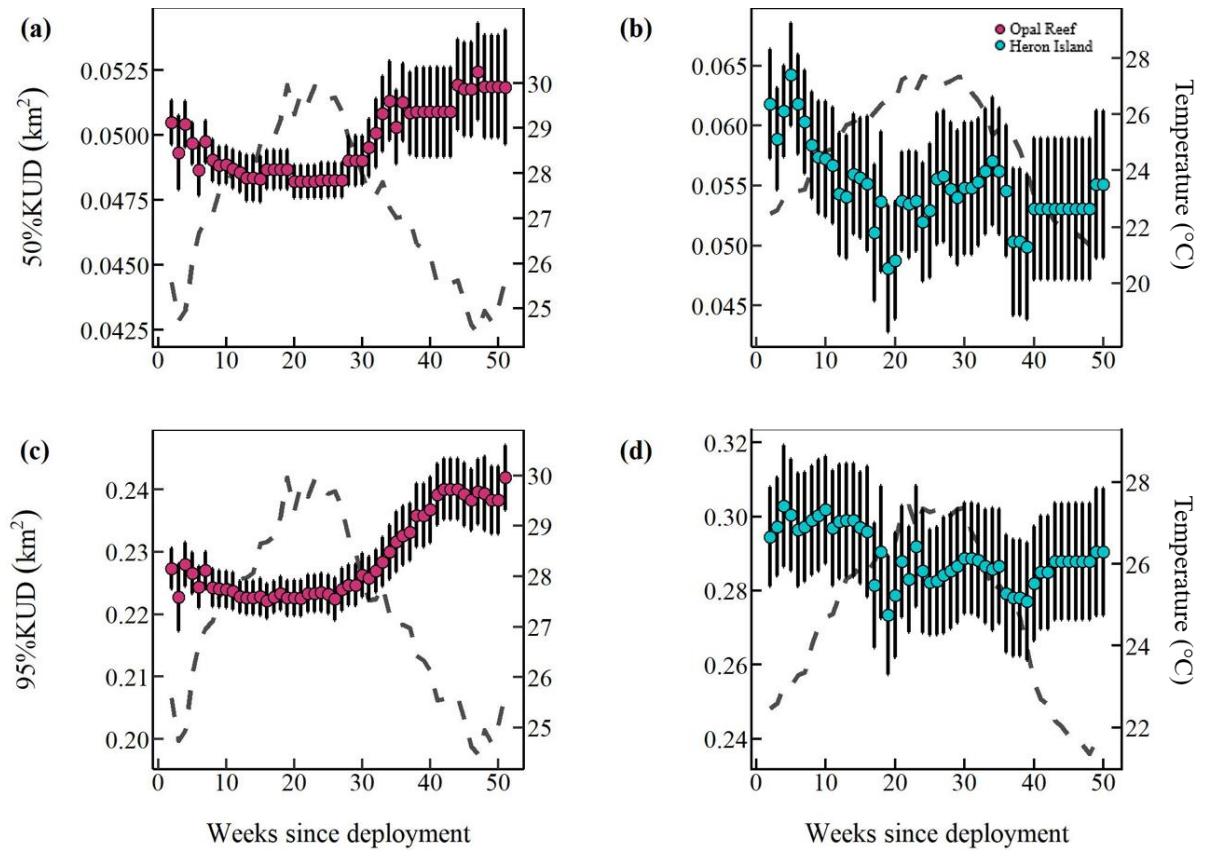 (a)
(b)
Opal Reef
Heron Island
50%KUD (km²)
0.0525
0.0500
0.0475
0.0450
0.0425
30
29
28
27
26
25
0 10 20 30 40 50
0.065
0.060
0.055
0.050
0.045
28
26
24
22
20
Temperature (°C)
0 10 20 30 40 50
(c)
(d)
95%KUD (km²)
0.24
0.23
0.22
0.21
0.20
30
29
28
27
26
25
0 10 20 30 40 50
Weeks since deployment
0.32
0.30
0.28
0.26
0.24
28
26
24
22
Temperature (°C)
0 10 20 30 40 50
Weeks since deployment